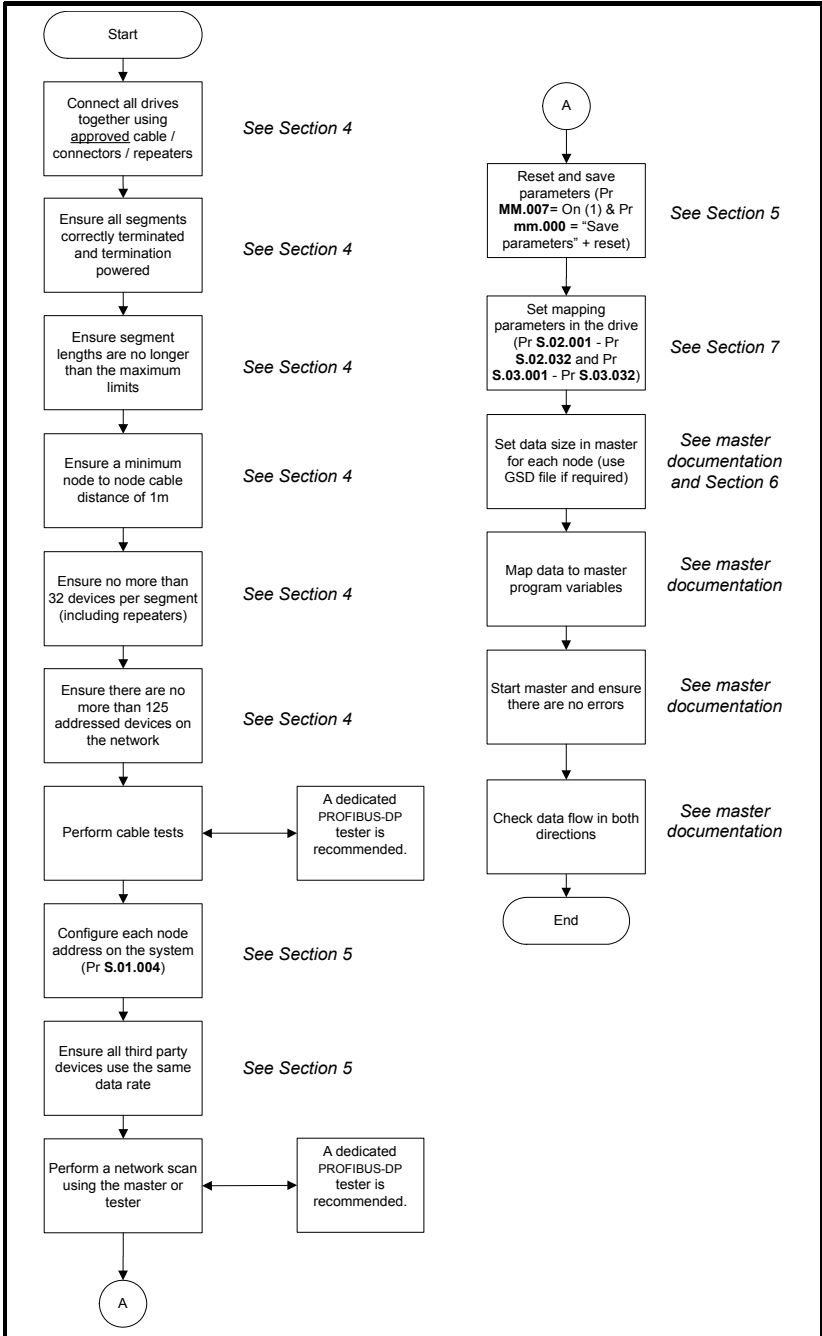 Start
Connect all drives
together using
approved cable /
connectors / repeaters
See Section 4
Ensure all segments
correctly terminated
and termination
powered
See Section 4
Ensure segment
lengths are no longer
than the maximum
limits
See Section 4
Ensure a minimum
node to node cable
distance of 1m
See Section 4
Ensure no more than
32 devices per segment
(including repeaters)
See Section 4
Ensure there are no
more than 125
addressed devices on
the network
See Section 4
Perform cable tests
A dedicated
PROFIBUS-DP
tester is
recommended.
Configure each node
address on the system
(Pr S.01.004)
See Section 5
Ensure all third party
devices use the same
data rate
See Section 5
Perform a network scan
using the master or
tester
A dedicated
PROFIBUS-DP
tester is
recommended.
A
A
Reset and save
parameters (Pr
MM.007= On (1) & Pr
mm.000 = “Save
parameters” + reset)
See Section 5
Set mapping
parameters in the drive
(Pr S.02.001 - Pr
S.02.032 and Pr
S.03.001 - Pr S.03.032)
See Section 7
Set data size in master
for each node (use
GSD file if required)
See master
documentation
and Section 6
Map data to master
program variables
See master
documentation
Start master and ensure
there are no errors
See master
documentation
Check data flow in both
directions
See master
documentation
End